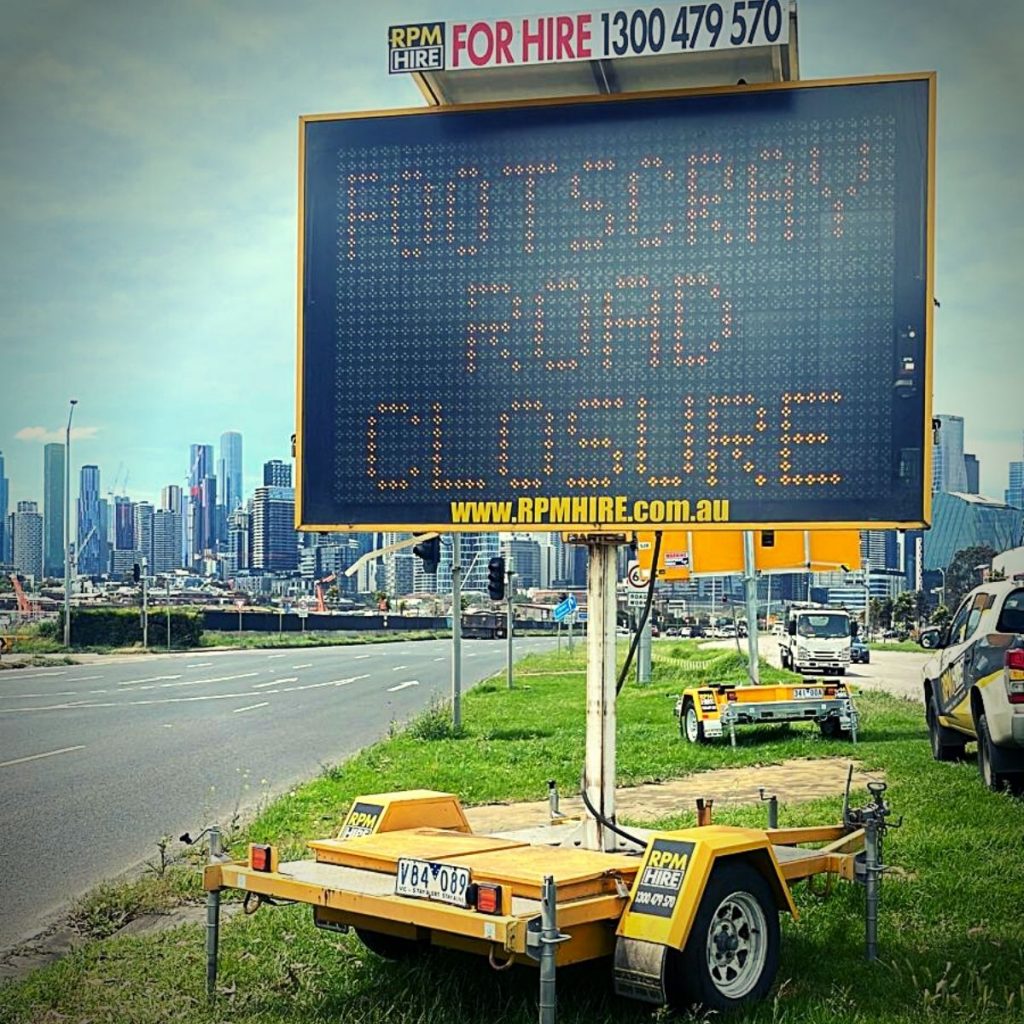 RPM HIRE FOR HIRE 1300 479 570
FOOTSCRAY
ROAD
CLOSURE
www.RPMHIRE.com.au
RPM
HIRE
V84·089
RPM
HIRE
1300 479 570